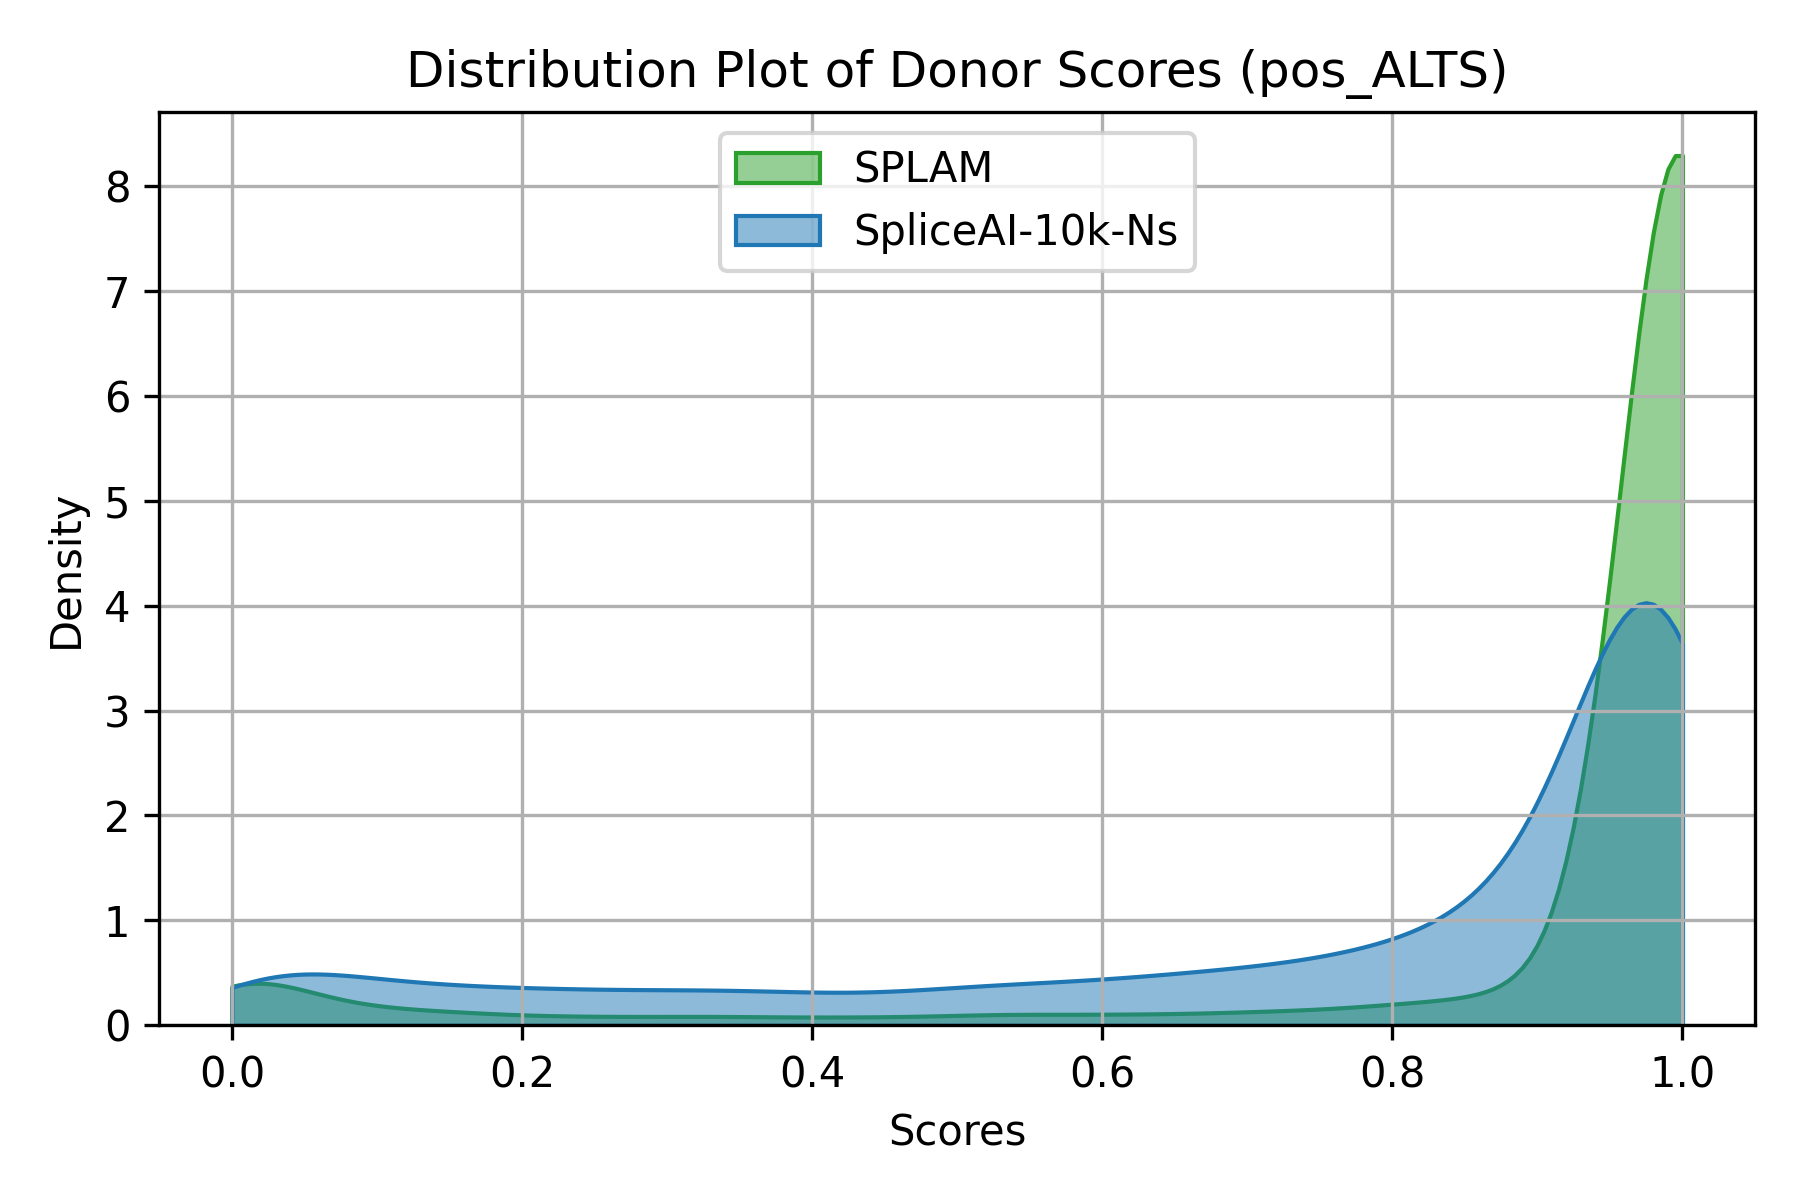 Distribution Plot of Donor Scores (pos_ALTS)
SPLAM
SpliceAI-10k-Ns
Density
8
7
6
5
4
3
2
1
0
0.0 0.2 0.4 0.6 0.8 1.0
Scores